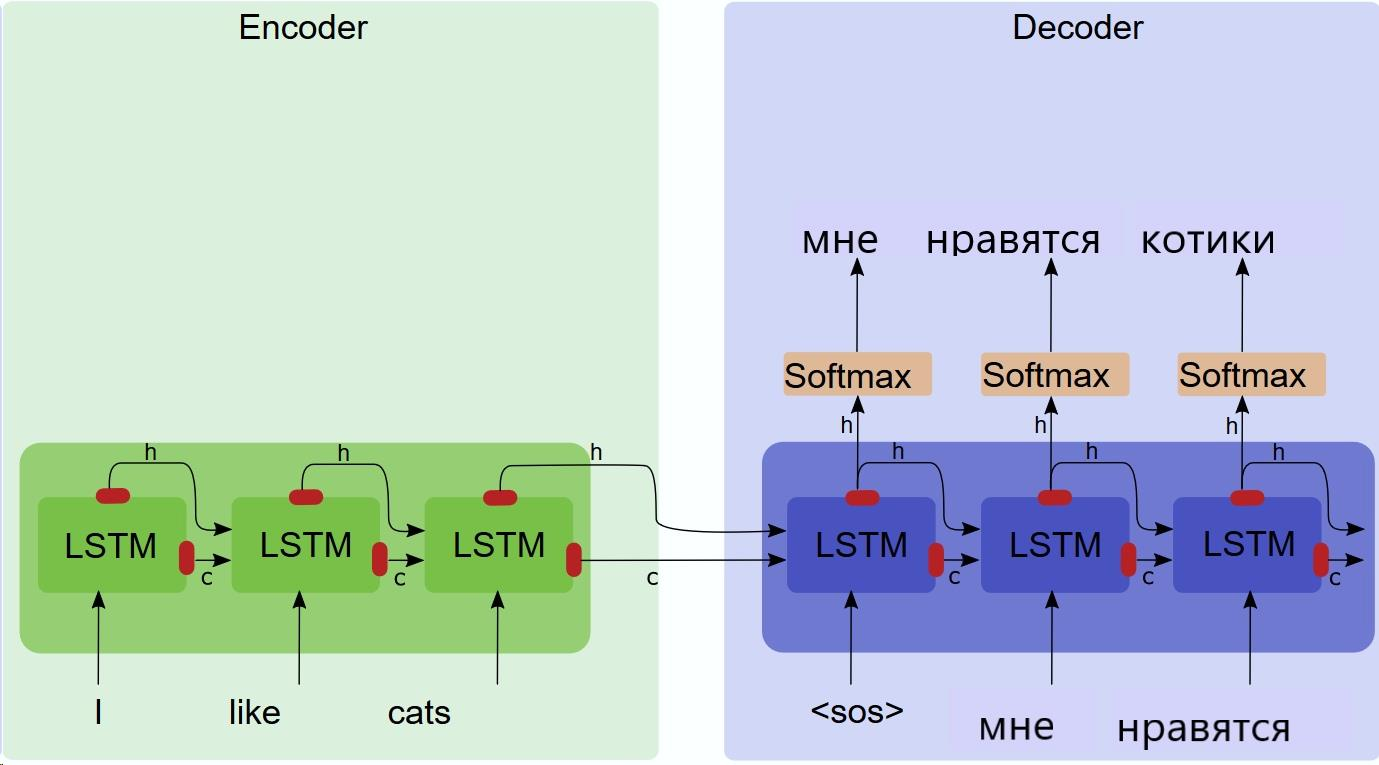 Encoder
Decoder
мне нравятся котики
Softmax Softmax Softmax
h h h
h h h h h h
LSTM LSTM LSTM LSTM LSTM LSTM
c c c c c c
I like cats <sos> мне нравятся